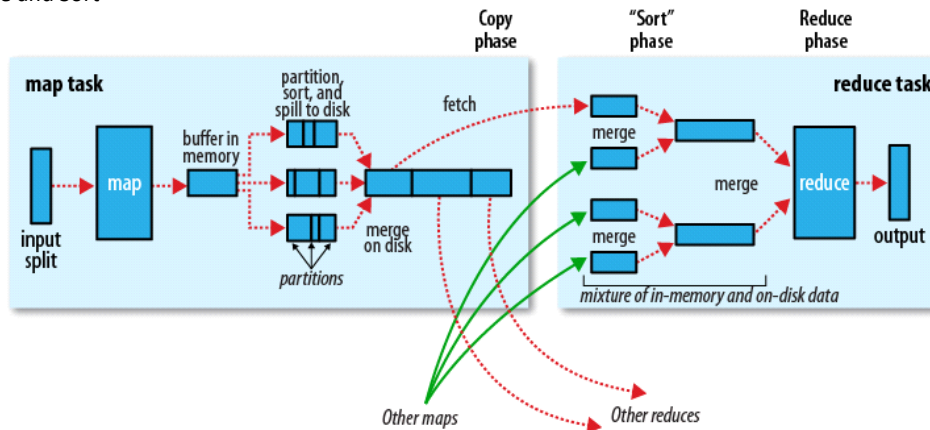 Copy
phase
"Sort"
phase
Reduce
phase
map task
partition,
sort, and
spill to disk
fetch
reduce task
buffer in
memory
merge
map
merge
reduce
input
split
merge
on disk
merge
output
partitions
mixture of in-memory and on-disk data
Other maps
Other reduces